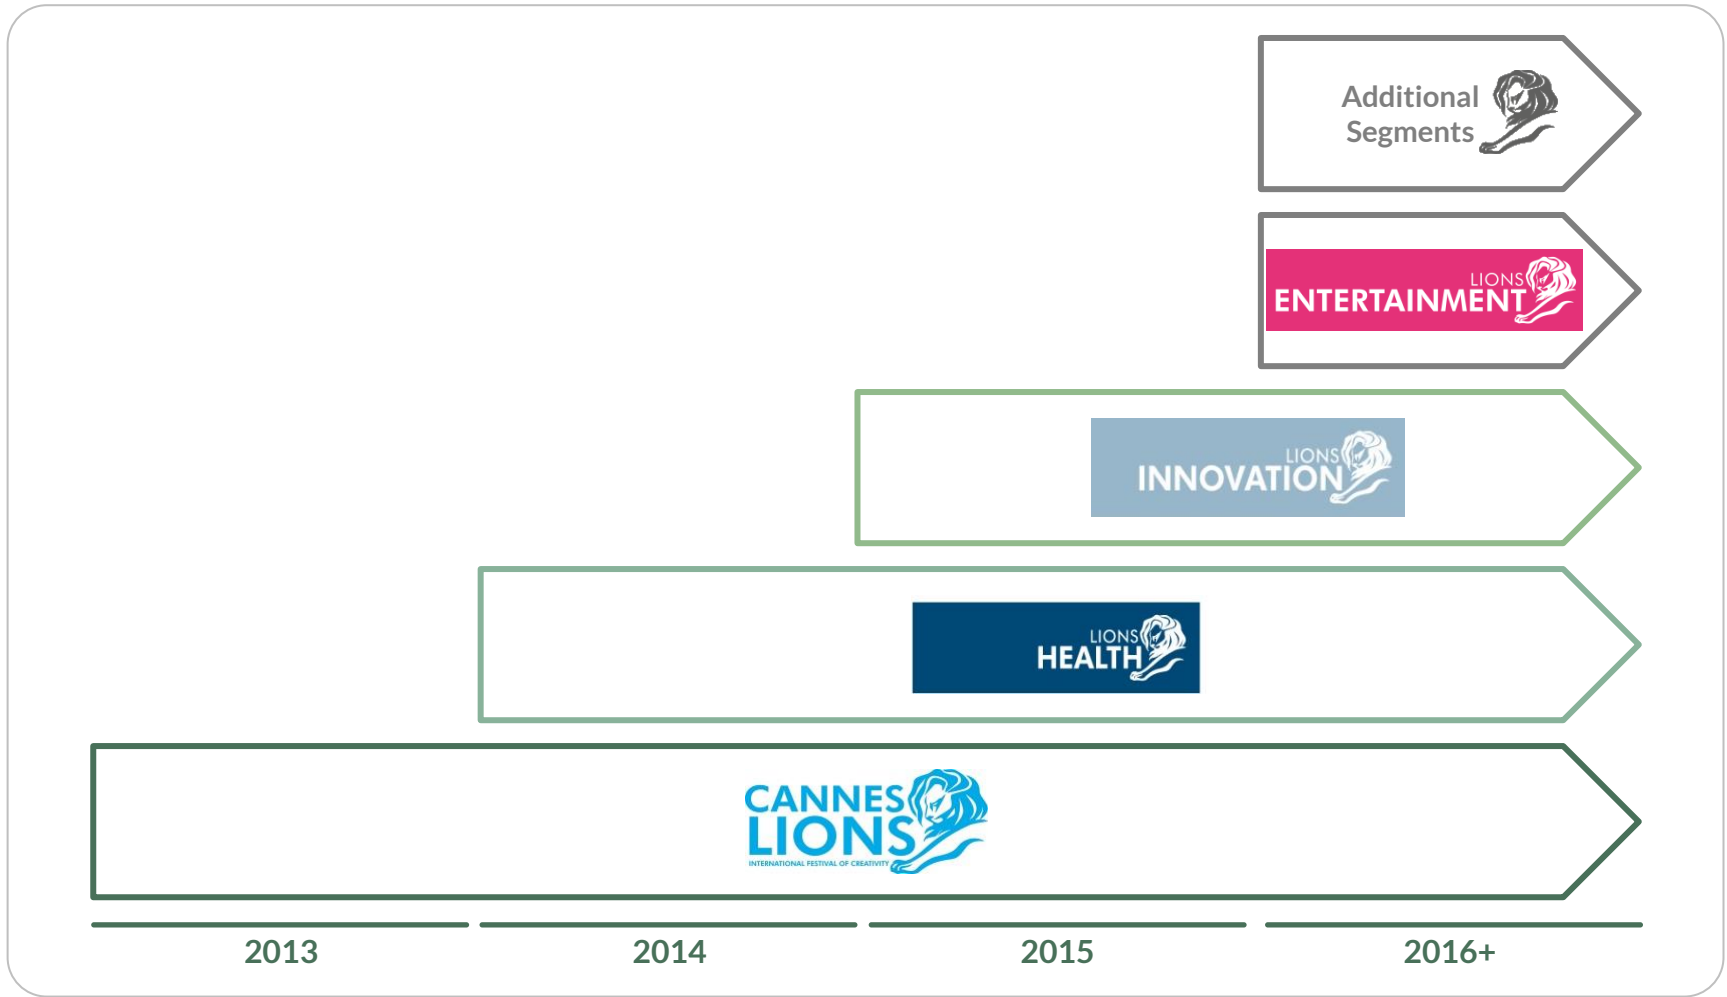 Additional
Segments
LIONS
ENTERTAINMENT
LIONS
INNOVATION
LIONS
HEALTH
CANNES
LIONS
INTERNATIONAL FESTIVAL OF CREATIVITY
2013
2014
2015
2016+